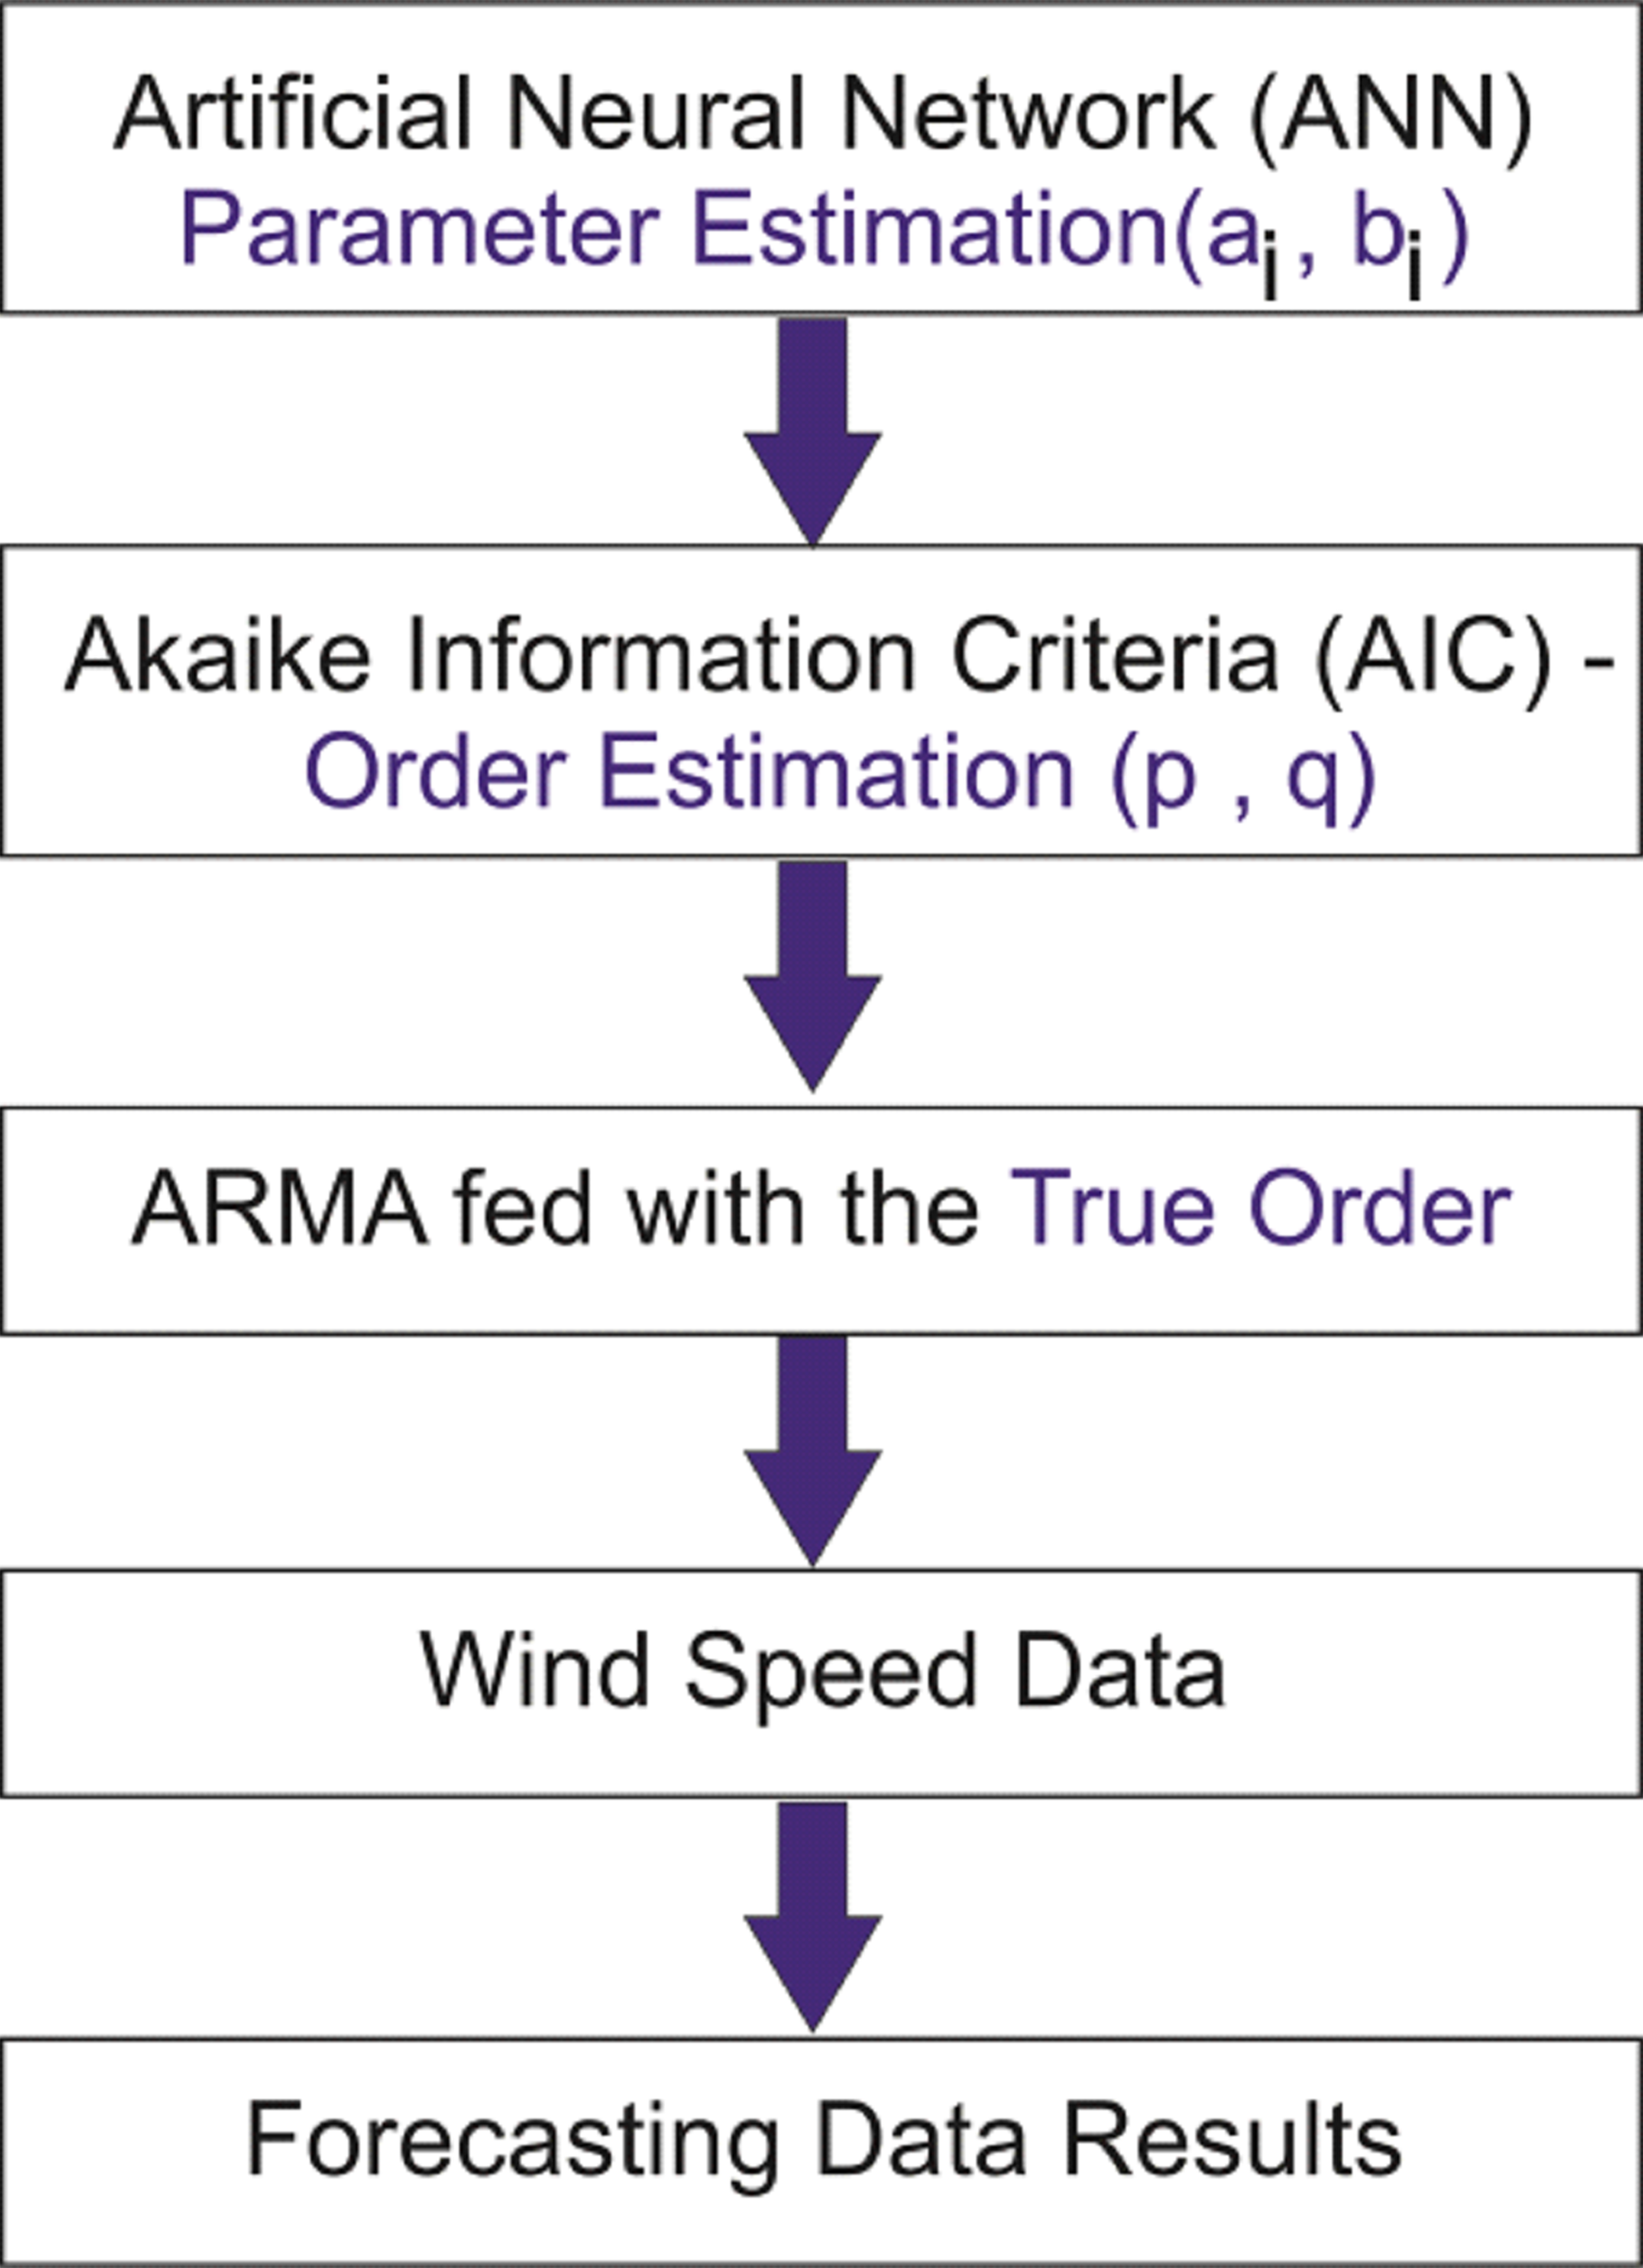 Artificial Neural Network (ANN)
Parameter Estimation(aᵢ, bᵢ)
Akaike Information Criteria (AIC) -
Order Estimation (p , q)
ARMA fed with the True Order
Wind Speed Data
Forecasting Data Results